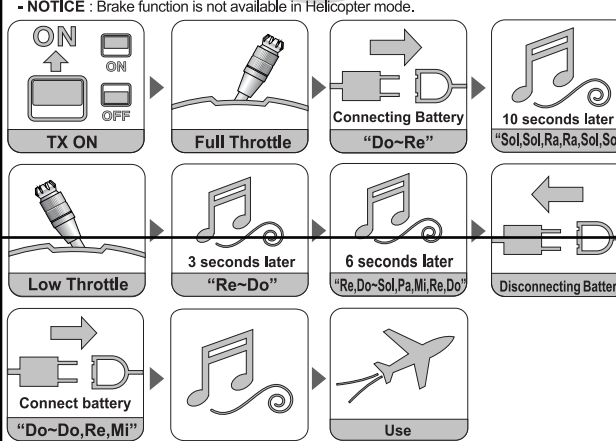 - NOTICE : Brake function is not available in Helicopter mode.
ON
ON
OFF
TX ON
Full Throttle
Connecting Battery
“Do~Re”
10 seconds later
“Sol,Sol,Ra,Ra,Sol,So
Low Throttle
3 seconds later
“Re~Do”
6 seconds later
“Re,Do~Sol,Pa,Mi,Re,Do”
Disconnecting Batter
Connect battery
“Do~Do,Re,Mi”
Use